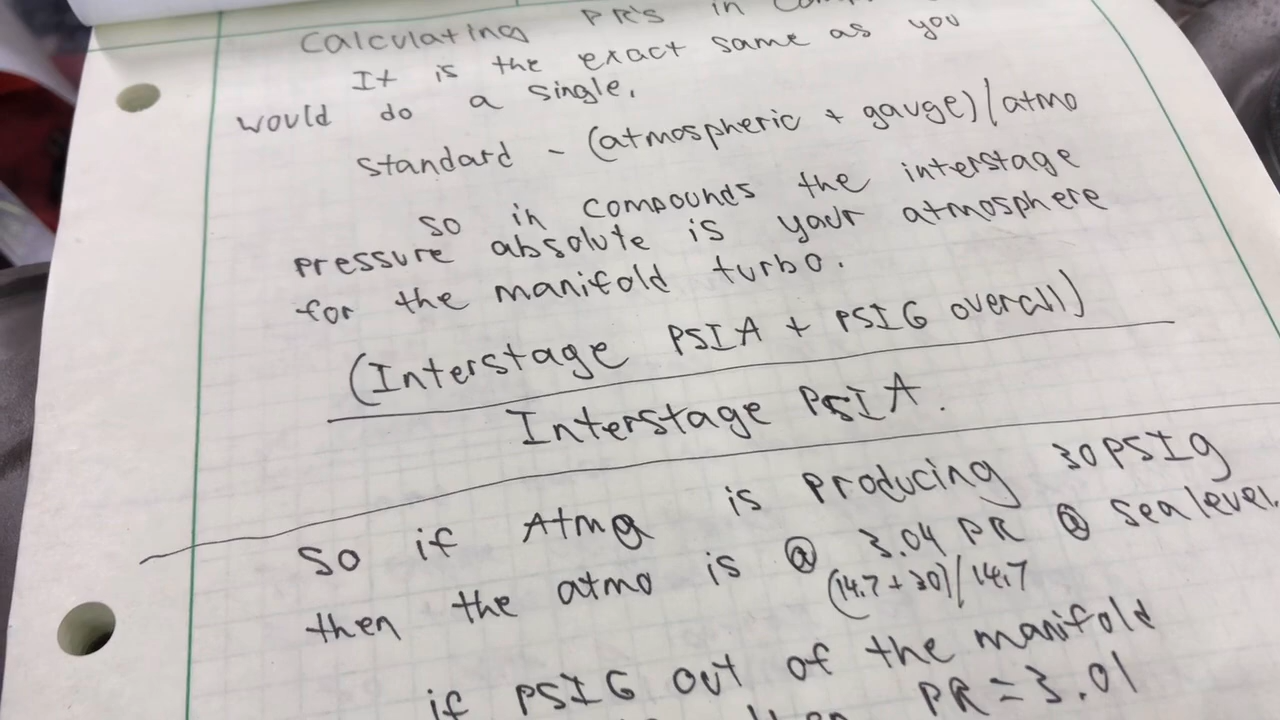 Calculating PR's in
It is the exact same as you
would do a single.
standard - (atmospheric + gauge)/atmo
so in compounds the interstage
pressure absolute is your atmosphere
for the manifold turbo.
(Interstage PSIA + PSIG overall)
Interstage PSIA.
So if Atmo is producing 30PSIg
then the atmo is @ 3.04 PR @ sea level.
(14.7 + 30)/14.7
if PSIG out of the manifold
PR = 3.01